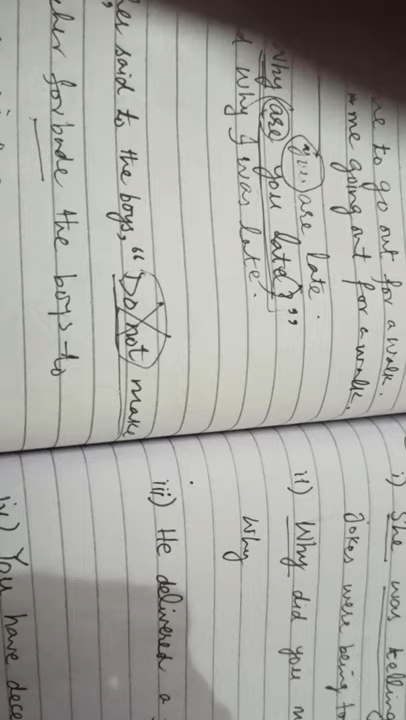 to go out for a walk.
me going out for a walk.
you are late.
Why are you late?"
why I was late.
said to the boys, "Do not make
forbade the boys to
i) She was telling
Jokes were being to
ii) Why did you m
Why
iii) He delivered a
iv) You have dece